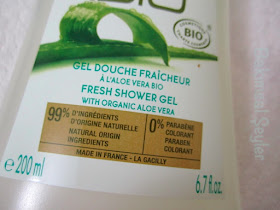 BIO
BIO
GEL DOUCHE FRAÎCHEUR
À L'ALOE VERA BIO
FRESH SHOWER GEL
WITH ORGANIC ALOE VERA
99% D'INGRÉDIENTS
D'ORIGINE NATURELLE
NATURAL ORIGIN
INGREDIENTS
0% PARABÈNE
COLORANT
PARABEN
COLORANT
MADE IN FRANCE - LA GACILLY
e 200 ml
6.7 fl.oz.